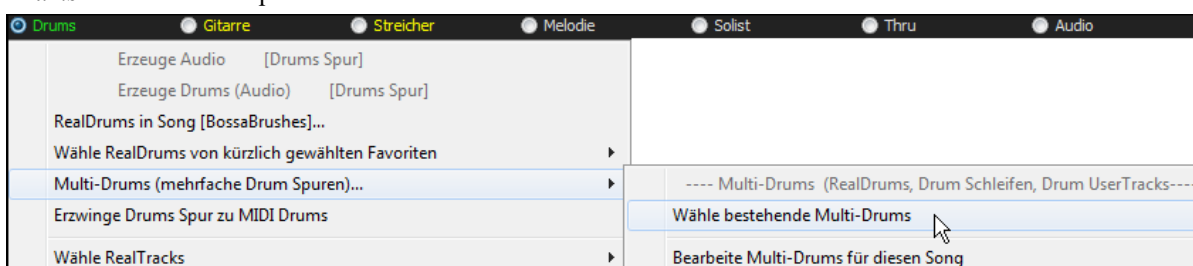 Drums Gitarre Streicher Melodie Solist Thru Audio
Erzeuge Audio [Drums Spur]
Erzeuge Drums (Audio) [Drums Spur]
RealDrums in Song [BossaBrushes]...
Wähle RealDrums von kürzlich gewählten Favoriten
Multi-Drums (mehrfache Drum Spuren)...
Erzwinge Drums Spur zu MIDI Drums
Wähle RealTracks
---- Multi-Drums (RealDrums, Drum Schleifen, Drum UserTracks----
Wähle bestehende Multi-Drums
Bearbeite Multi-Drums für diesen Song